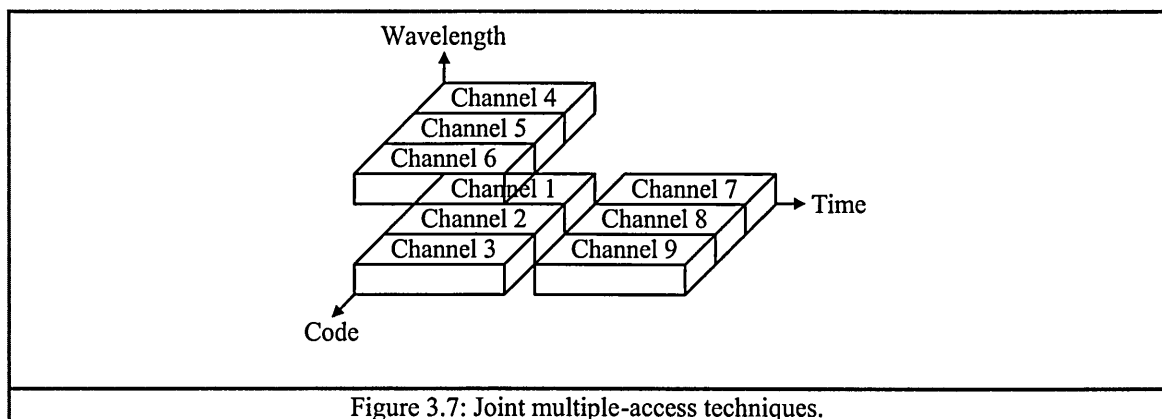 Wavelength
Channel 4
Channel 5
Channel 6
Channel 1
Channel 7
Time
Channel 2
Channel 8
Channel 3
Channel 9
Code
Figure 3.7: Joint multiple-access techniques.